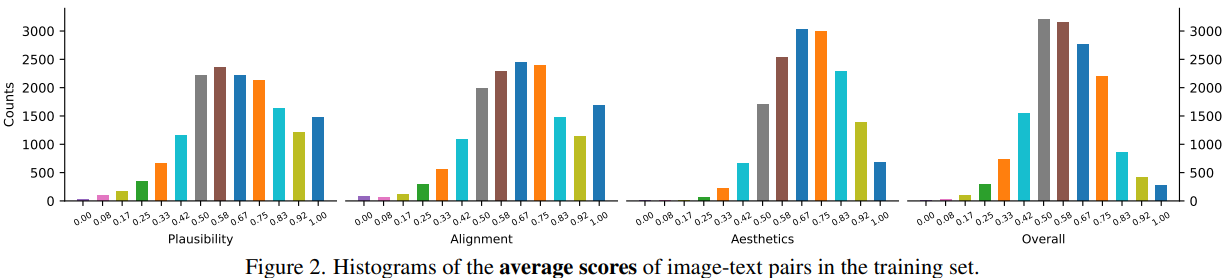 Counts
3000
2500
2000
1500
1000
500
0
0.00 0.08 0.17 0.25 0.33 0.42 0.50 0.58 0.67 0.75 0.83 0.92 1.00
Plausibility
0.00 0.08 0.17 0.25 0.33 0.42 0.50 0.58 0.67 0.75 0.83 0.92 1.00
Alignment
0.00 0.08 0.17 0.25 0.33 0.42 0.50 0.58 0.67 0.75 0.83 0.92 1.00
Aesthetics
0.00 0.08 0.17 0.25 0.33 0.42 0.50 0.58 0.67 0.75 0.83 0.92 1.00
Overall
3000
2500
2000
1500
1000
500
0
Figure 2. Histograms of the average scores of image-text pairs in the training set.